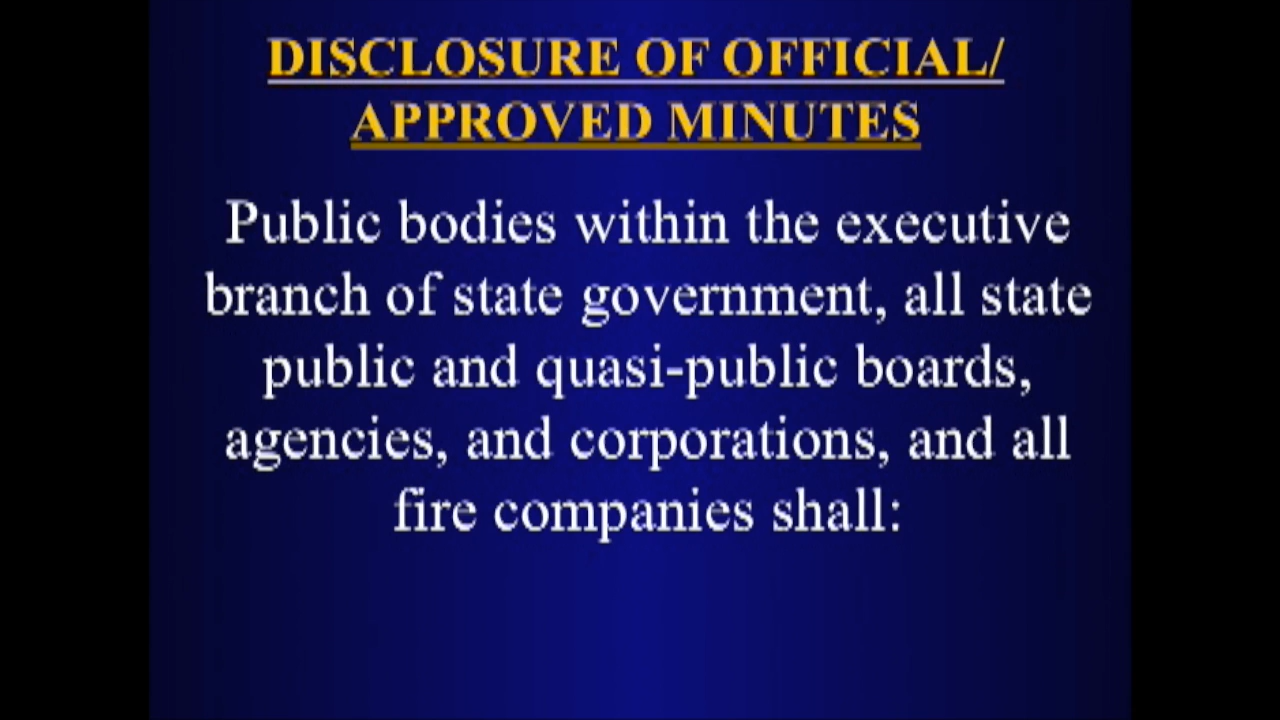 DISCLOSURE OF OFFICIAL/
APPROVED MINUTES
Public bodies within the executive
branch of state government, all state
public and quasi-public boards,
agencies, and corporations, and all
fire companies shall: